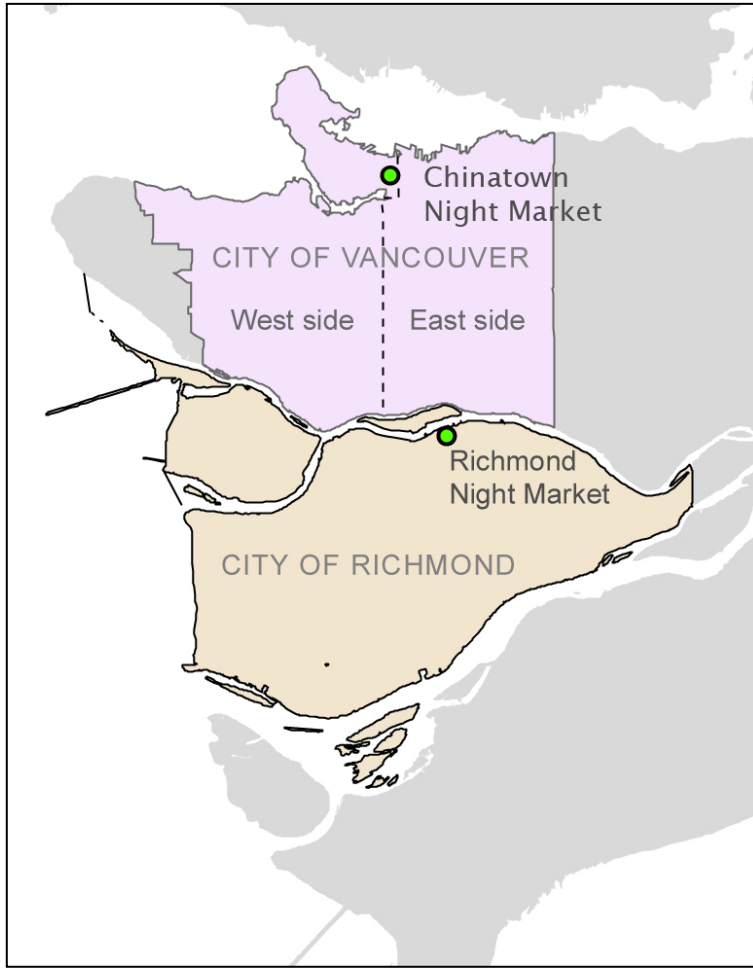 Chinatown
Night Market
CITY OF VANCOUVER
West side
East side
Richmond
Night Market
CITY OF RICHMOND